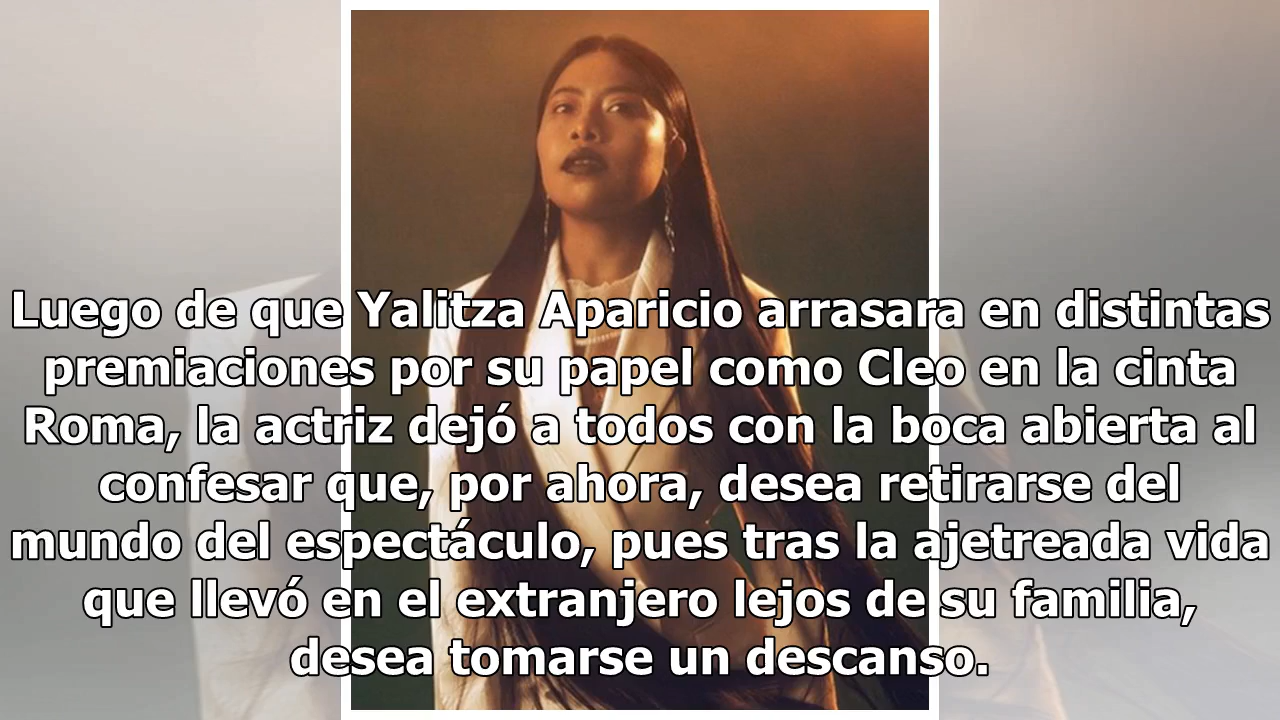 Luego de que Yalitza Aparicio arrasara en distintas
premiaciones por su papel como Cleo en la cinta
Roma, la actriz dejó a todos con la boca abierta al
confesar que, por ahora, desea retirarse del
mundo del espectáculo, pues tras la ajetreada vida
que llevó en el extranjero lejos de su familia,
desea tomarse un descanso.